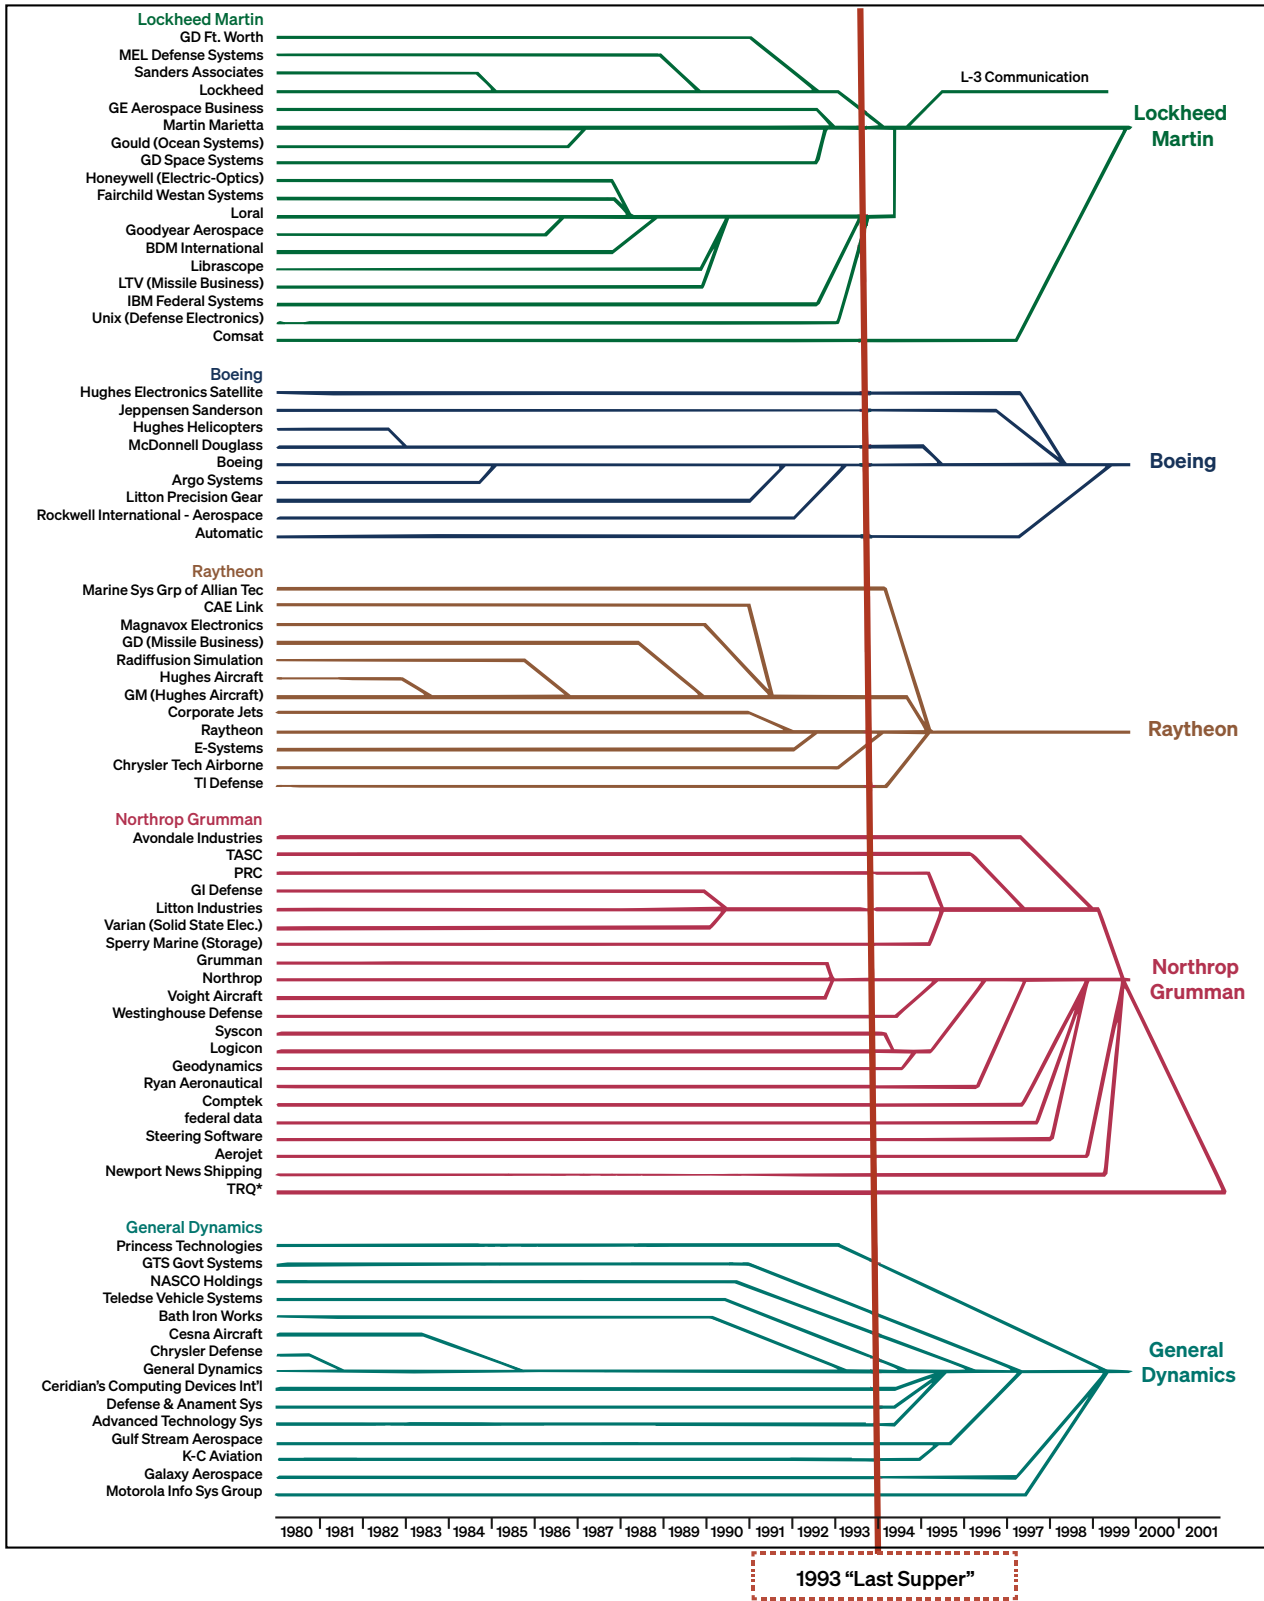 Lockheed Martin
GD Ft. Worth
MEL Defense Systems
Sanders Associates
L-3 Communication
Lockheed
GE Aerospace Business
Martin Marietta
Gould (Ocean Systems)
GD Space Systems
Honeywell (Electric-Optics)
Fairchild Westan Systems
Loral
Goodyear Aerospace
BDM International
Librascope
LTV (Missile Business)
IBM Federal Systems
Unix (Defense Electronics)
Comsat
Lockheed
Martin
Boeing
Hughes Electronics Satellite
Jeppensen Sanderson
Hughes Helicopters
McDonnell Douglass
Boeing
Argo Systems
Litton Precision Gear
Rockwell International - Aerospace
Automatic
Boeing
Raytheon
Marine Sys Grp of Allian Tec
CAE Link
Magnavox Electronics
GD (Missile Business)
Radiffusion Simulation
Hughes Aircraft
GM (Hughes Aircraft)
Corporate Jets
Raytheon
E-Systems
Chrysler Tech Airborne
TI Defense
Raytheon
Northrop Grumman
Avondale Industries
TASC
PRC
GI Defense
Litton Industries
Varian (Solid State Elec.)
Sperry Marine (Storage)
Grumman
Northrop
Voight Aircraft
Westinghouse Defense
Syscon
Logicon
Geodynamics
Ryan Aeronautical
Comptek
federal data
Steering Software
Aerojet
Newport News Shipping
TRQ*
Northrop
Grumman
General Dynamics
Princess Technologies
GTS Govt Systems
NASCO Holdings
Teledse Vehicle Systems
Bath Iron Works
Cesna Aircraft
Chrysler Defense
General Dynamics
Ceridian's Computing Devices Int'l
Defense & Anament Sys
Advanced Technology Sys
Gulf Stream Aerospace
K-C Aviation
Galaxy Aerospace
Motorola Info Sys Group
General
Dynamics
1980 1981 1982 1983 1984 1985 1986 1987 1988 1989 1990 1991 1992 1993 1994 1995 1996 1997 1998 1999 2000 2001
1993 “Last Supper”